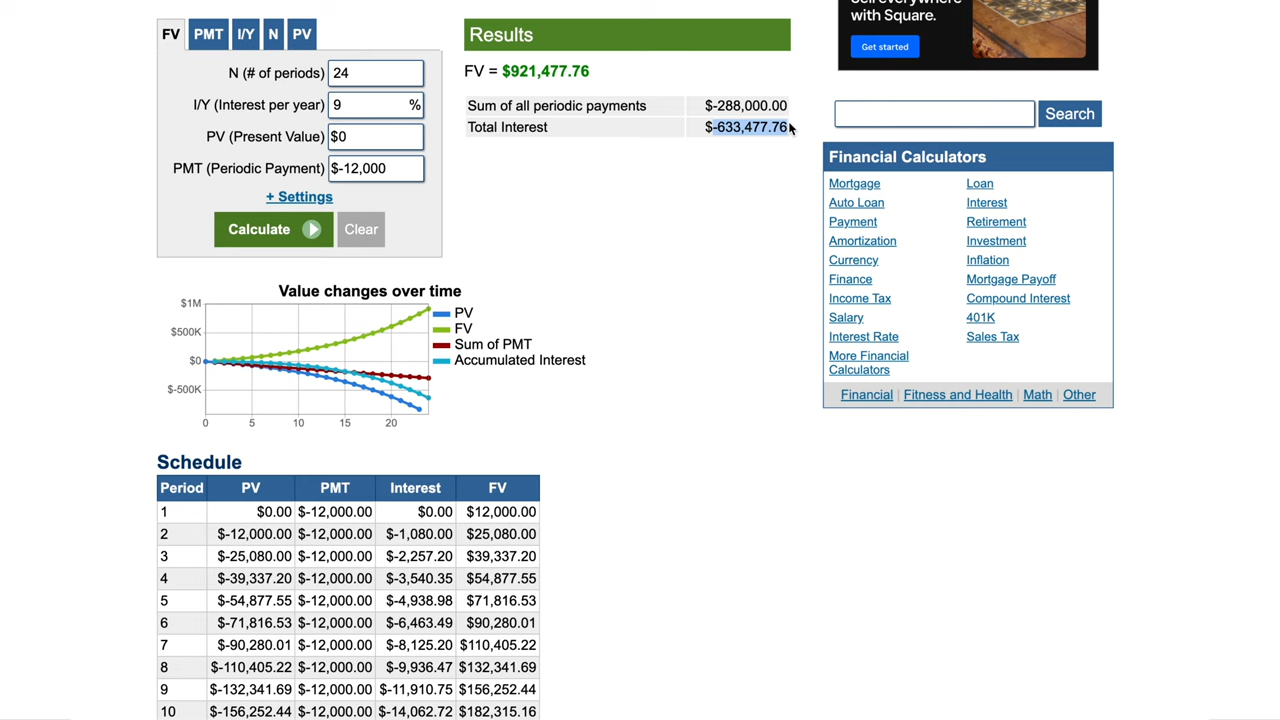 FV PMT I/Y N PV
N (# of periods) 24
I/Y (Interest per year) 9 %
PV (Present Value) $0
PMT (Periodic Payment) $-12,000
+ Settings
Calculate Clear
Results
FV = $921,477.76
Sum of all periodic payments $-288,000.00
Total Interest $-633,477.76
with Square.
Get started
Search
Financial Calculators
Mortgage Loan
Auto Loan Interest
Payment Retirement
Amortization Investment
Currency Inflation
Finance Mortgage Payoff
Income Tax Compound Interest
Salary 401K
Interest Rate Sales Tax
More Financial
Calculators
Financial | Fitness and Health | Math | Other
Value changes over time
$1M
$500K
$0
$-500K
0 5 10 15 20
PV
FV
Sum of PMT
Accumulated Interest
Schedule
Period PV PMT Interest FV
1 $0.00 $-12,000.00 $0.00 $12,000.00
2 $-12,000.00 $-12,000.00 $-1,080.00 $25,080.00
3 $-25,080.00 $-12,000.00 $-2,257.20 $39,337.20
4 $-39,337.20 $-12,000.00 $-3,540.35 $54,877.55
5 $-54,877.55 $-12,000.00 $-4,938.98 $71,816.53
6 $-71,816.53 $-12,000.00 $-6,463.49 $90,280.01
7 $-90,280.01 $-12,000.00 $-8,125.20 $110,405.22
8 $-110,405.22 $-12,000.00 $-9,936.47 $132,341.69
9 $-132,341.69 $-12,000.00 $-11,910.75 $156,252.44
10 $-156,252.44 $-12,000.00 $-14,062.72 $182,315.16